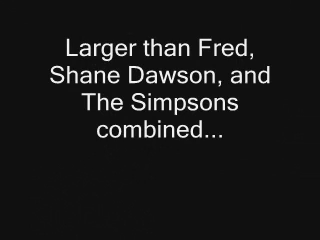 Larger than Fred,
Shane Dawson, and
The Simpsons
combined...